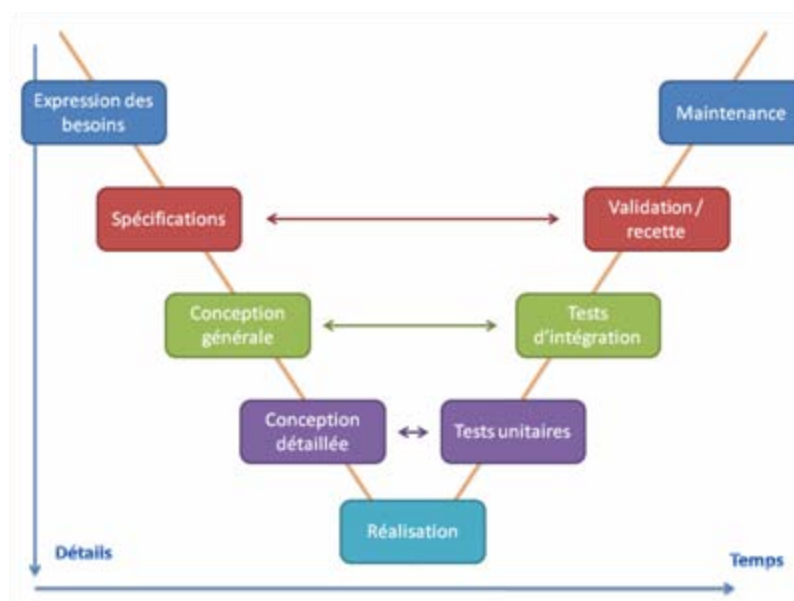 Expression des
besoins
Maintenance
Spécifications
Validation /
recette
Conception
générale
Tests
d'intégration
Conception
détaillée
Tests unitaires
Réalisation
Détails
Temps